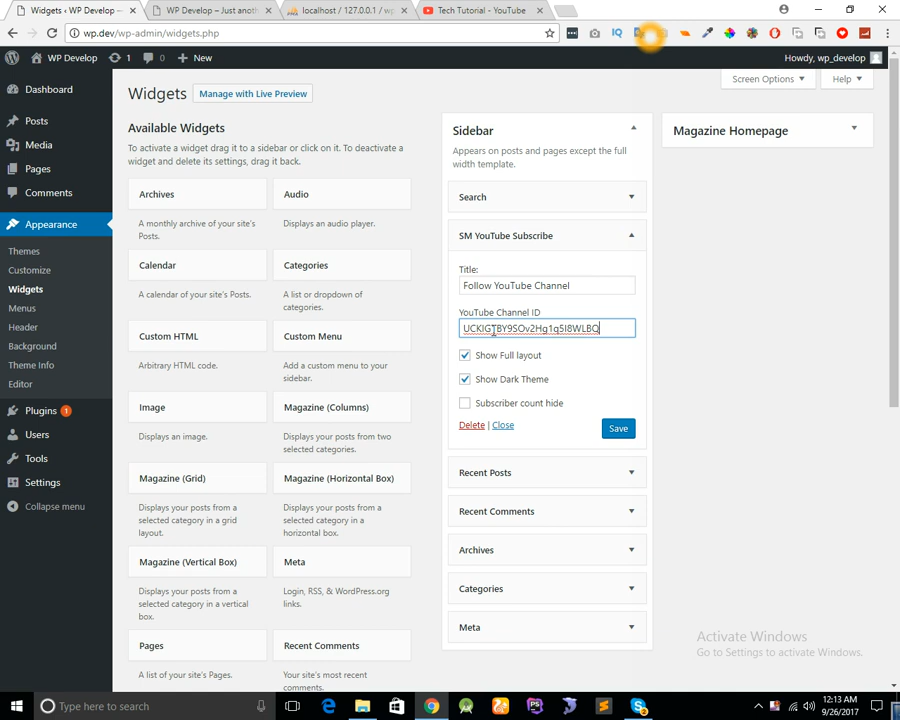 Widgets ‹ WP Develop —
WP Develop – Just anoth
localhost / 127.0.0.1 / w
Tech Tutorial - YouTube
wp.dev/wp-admin/widgets.php
WP Develop
1
0
New
Howdy, wp_develop
Screen Options
Help
Dashboard
Posts
Media
Pages
Comments
Appearance
Themes
Customize
Widgets
Menus
Header
Background
Theme Info
Editor
Plugins 1
Users
Tools
Settings
Collapse menu
Widgets
Manage with Live Preview
Available Widgets
To activate a widget drag it to a sidebar or click on it. To deactivate a
widget and delete its settings, drag it back.
Archives
A monthly archive of your site's
Posts.
Audio
Displays an audio player.
Calendar
A calendar of your site's Posts.
Categories
A list or dropdown of
categories.
Custom HTML
Arbitrary HTML code.
Custom Menu
Add a custom menu to your
sidebar.
Image
Displays an image.
Magazine (Columns)
Displays your posts from two
selected categories.
Magazine (Grid)
Displays your posts from a
selected category in a grid
layout.
Magazine (Horizontal Box)
Displays your posts from a
selected category in a
horizontal box.
Magazine (Vertical Box)
Displays your posts from a
selected category in a vertical
box.
Meta
Login, RSS, & WordPress.org
links.
Pages
A list of your site's Pages.
Recent Comments
Your site's most recent
comments.
Sidebar
Appears on posts and pages except the full
width template.
Search
SM YouTube Subscribe
Title:
Follow YouTube Channel
YouTube Channel ID
Show Full layout
Show Dark Theme
Subscriber count hide
Delete | Close
Save
Recent Posts
Recent Comments
Archives
Categories
Meta
Magazine Homepage
Activate Windows
Go to Settings to activate Windows.
Type here to search
12:13 AM
9/26/2017